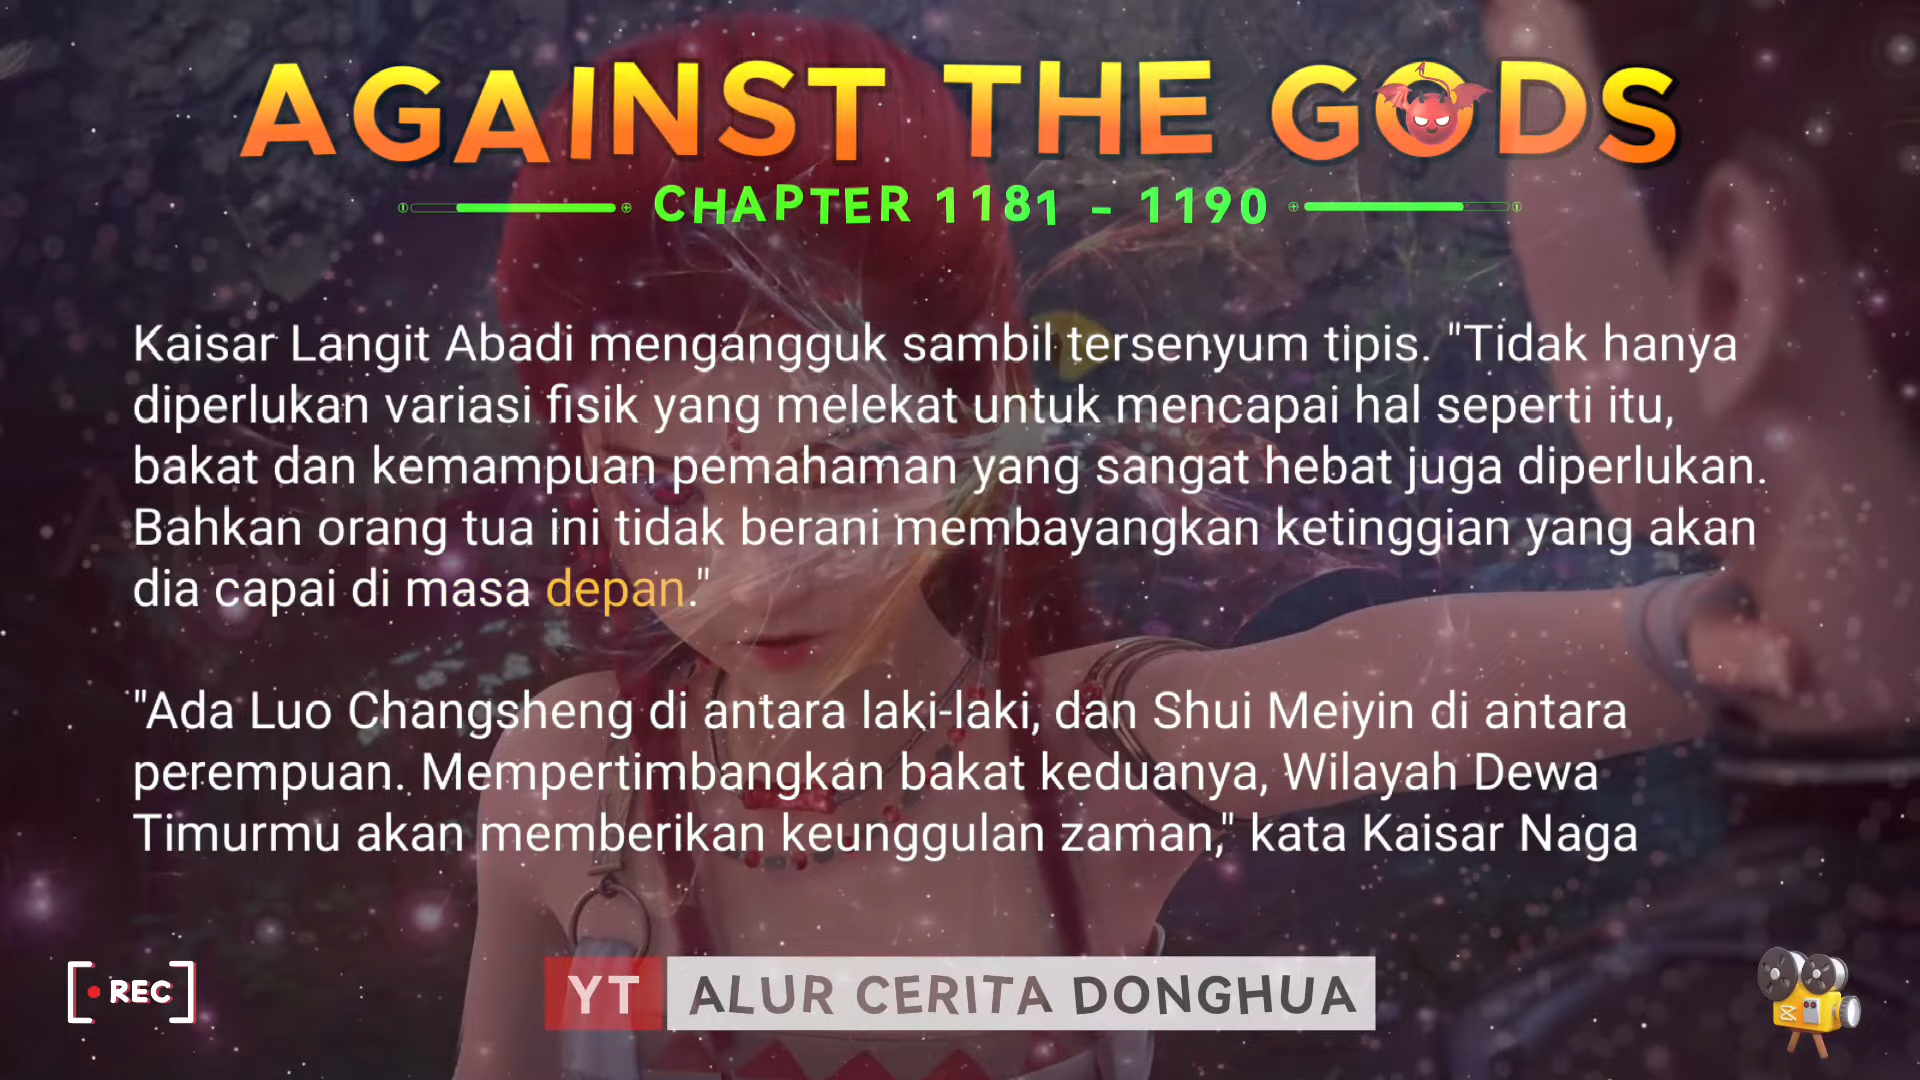 AGAINST THE GODS
CHAPTER 1181 - 1190
Kaisar Langit Abadi mengangguk sambil tersenyum tipis. "Tidak hanya
diperlukan variasi fisik yang melekat untuk mencapai hal seperti itu,
bakat dan kemampuan pemahaman yang sangat hebat juga diperlukan.
Bahkan orang tua ini tidak berani membayangkan ketinggian yang akan
dia capai di masa depan."
"Ada Luo Changsheng di antara laki-laki, dan Shui Meiyin di antara
perempuan. Mempertimbangkan bakat keduanya, Wilayah Dewa
Timurmu akan memberikan keunggulan zaman," kata Kaisar Naga
REC
YT ALUR CERITA DONGHUA